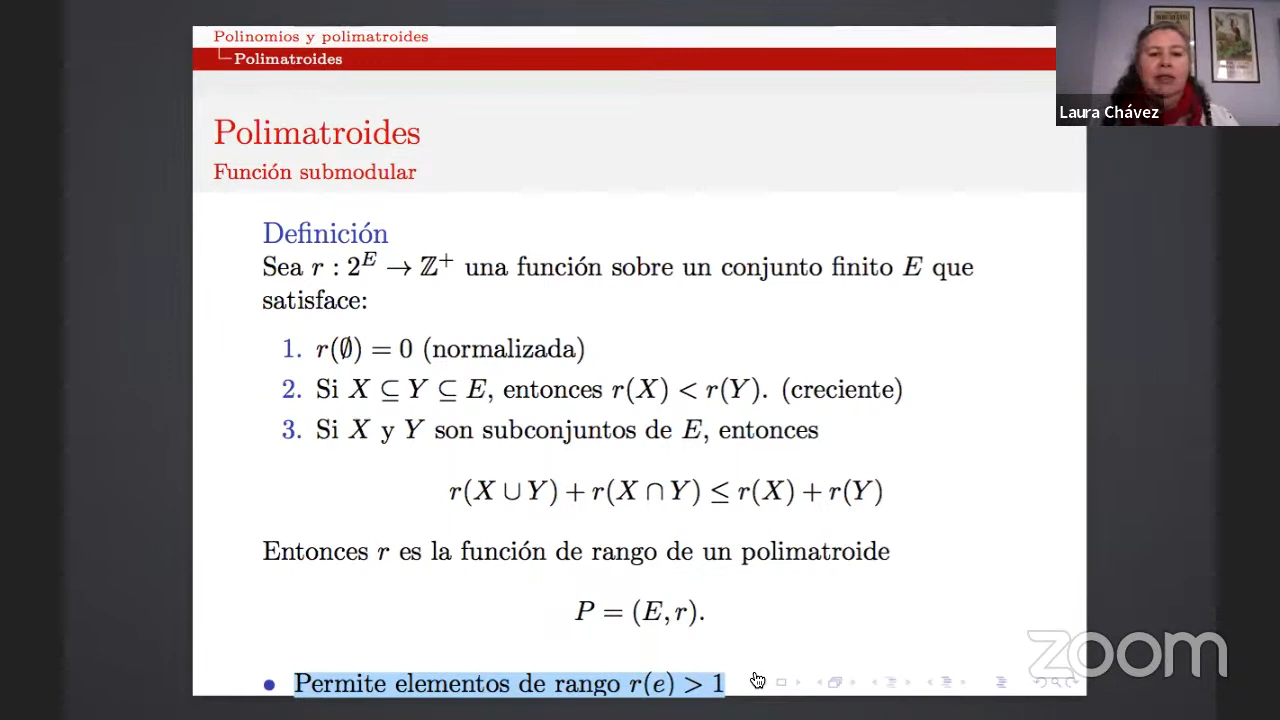 Polinomios y polimatroides
Polimatroides
Laura Chávez
Polimatroides
Función submodular
Definición
Sea r : 2^E → ℤ^+ una función sobre un conjunto finito E que
satisface:
1. r(∅) = 0 (normalizada)
2. Si X ⊆ Y ⊆ E, entonces r(X) < r(Y). (creciente)
3. Si X y Y son subconjuntos de E, entonces
r(X ∪ Y) + r(X ∩ Y) ≤ r(X) + r(Y)
Entonces r es la función de rango de un polimatroide
P = (E, r).
• Permite elementos de rango r(e) > 1
zoom